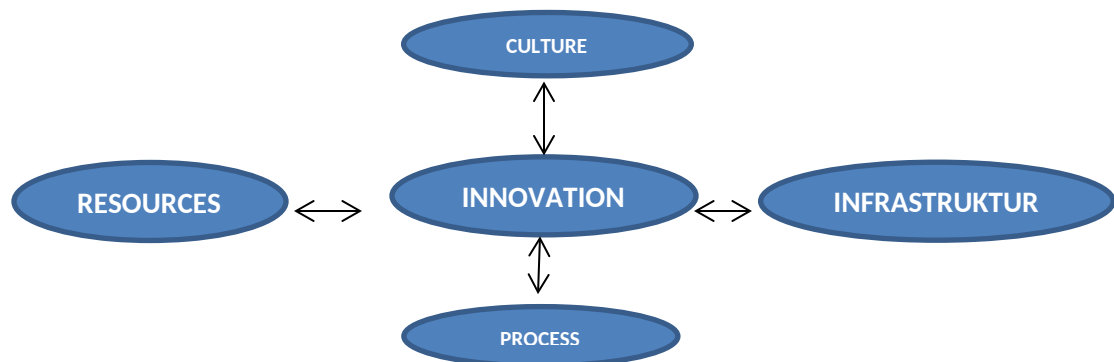 CULTURE
RESOURCES
INNOVATION
INFRASTRUKTUR
PROCESS